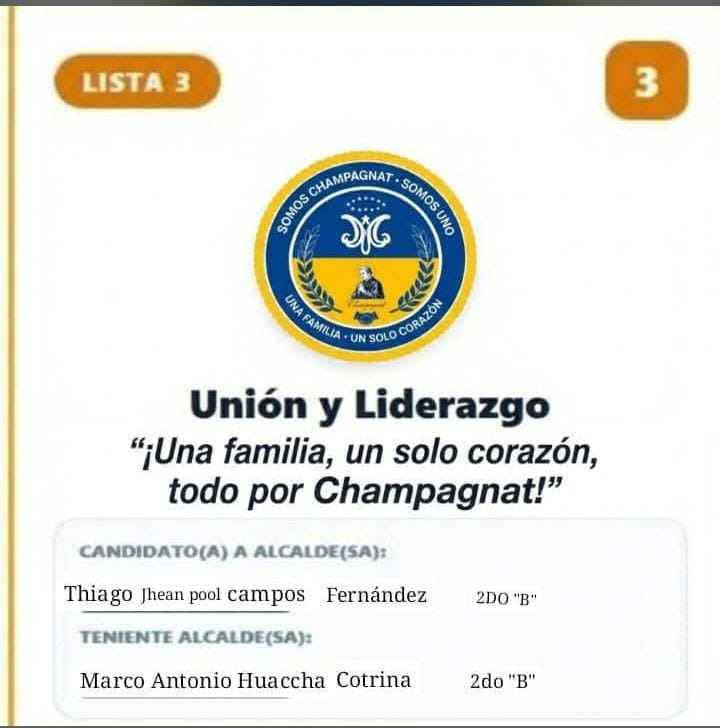 LISTA 3
3
SOMOS CHAMPAGNAT • SOMOS UNO
Champagnat
UNA FAMILIA • UN SOLO CORAZÓN
Unión y Liderazgo
“¡Una familia, un solo corazón,
todo por Champagnat!”
CANDIDATO(A) A ALCALDE(SA):
Thiago Jhean pool campos Fernández 2DO "B"
TENIENTE ALCALDE(SA):
Marco Antonio Huaccha Cotrina 2do "B"